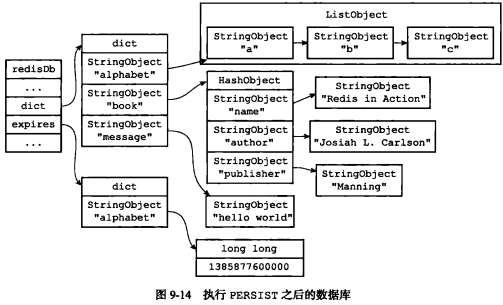 redisDb
...
dict
expires
...
dict
StringObject
"alphabet"
StringObject
"book"
StringObject
"message"
ListObject
StringObject
"a"
StringObject
"b"
StringObject
"c"
HashObject
StringObject
"name"
StringObject
"author"
StringObject
"publisher"
StringObject
"Redis in Action"
StringObject
"Josiah L. Carlson"
StringObject
"Manning"
StringObject
"hello world"
dict
StringObject
"alphabet"
long long
1385877600000
图 9-14 执行 PERSIST 之后的数据库